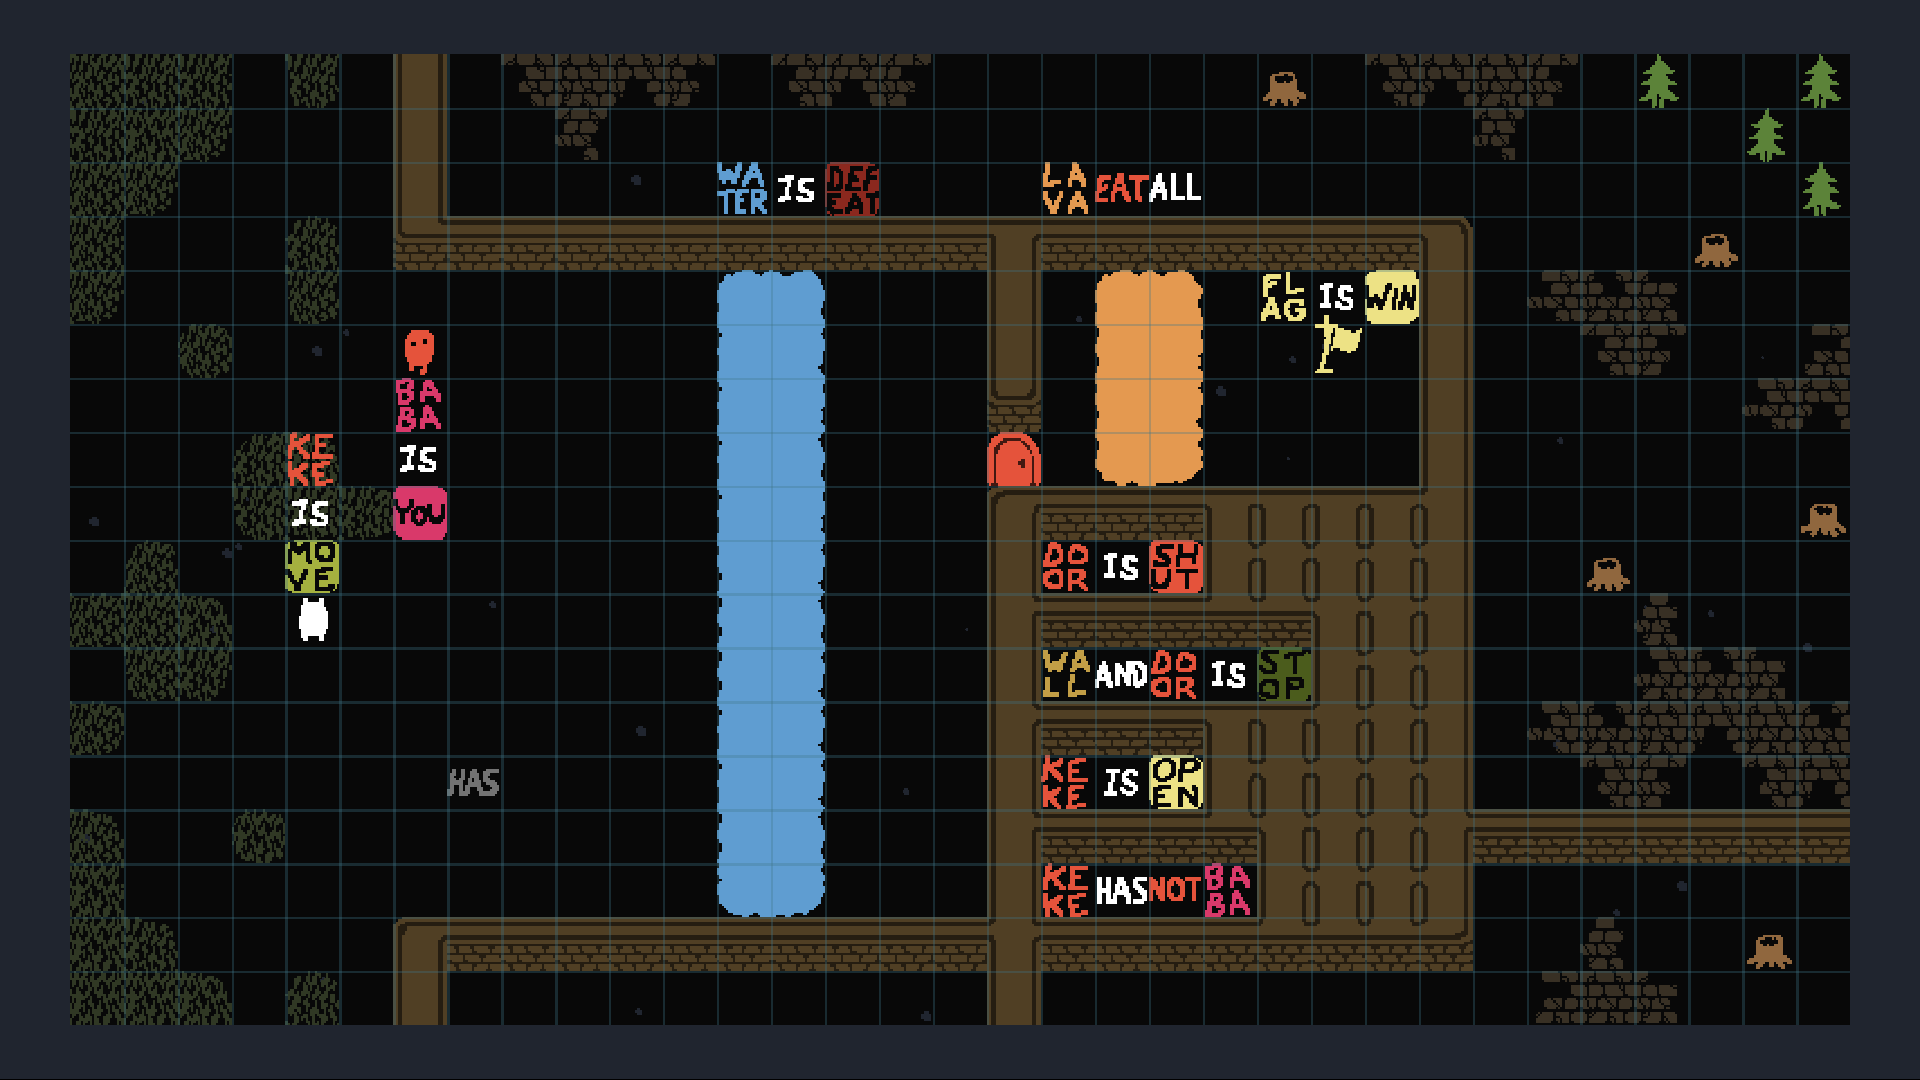 WATER IS DEFEAT
LAVA EAT ALL
FLAG IS WIN
BABA
IS
YOU
KEKE
IS
MOVE
DOOR IS SHUT
WALL AND DOOR IS STOP
HAS
KEKE IS OPEN
KEKE HAS NOT BABA